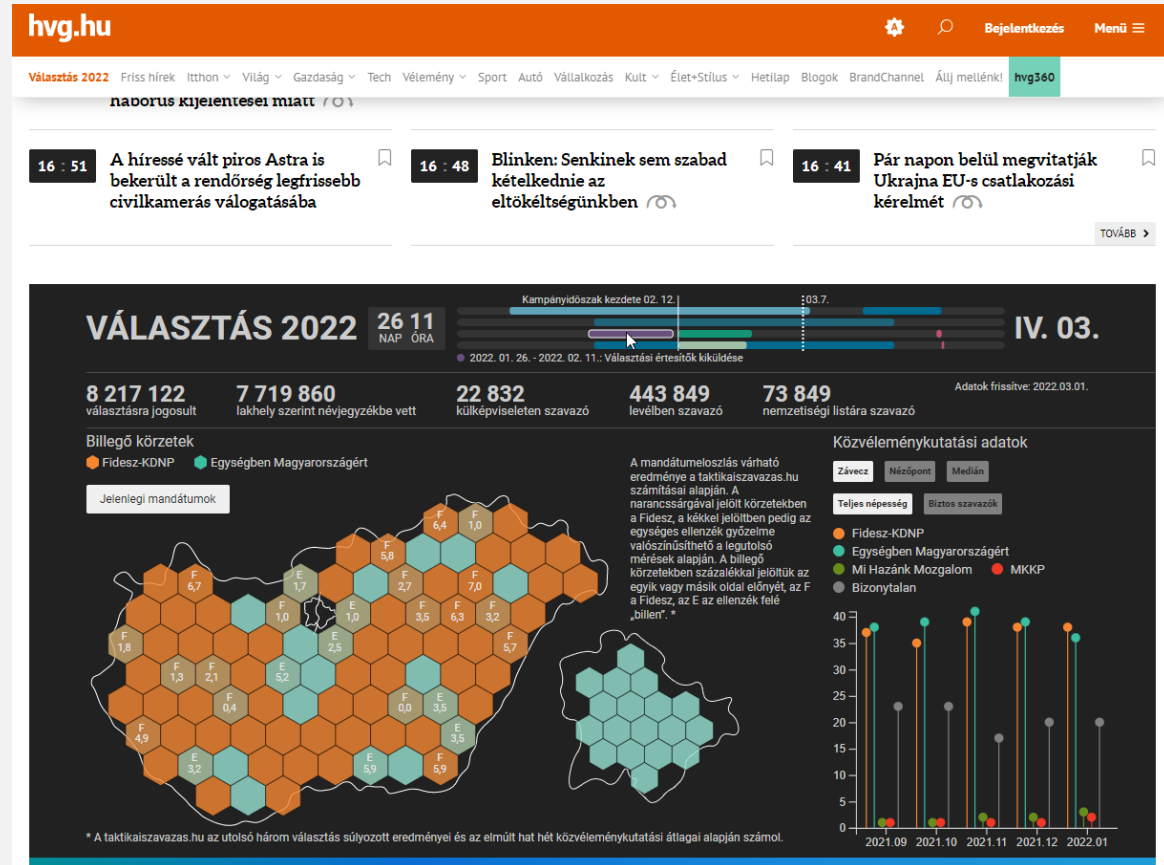 hvg.hu
A
Bejelentkezés
Menü
Választás 2022 Friss hírek Itthon Világ Gazdaság Tech Vélemény Sport Autó Vállalkozás Kult Élet+Stílus Hetilap Blogok BrandChannel Állj mellénk! hvg360
háborús kijelentései miatt
16 : 51
A híressé vált piros Astra is
bekerült a rendőrség legfrissebb
civilkamerás válogatásába
16 : 48
Blinken: Senkinek sem szabad
kételkednie az
eltökéltségünkben
16 : 41
Pár napon belül megvitatják
Ukrajna EU-s csatlakozási
kérelmét
TOVÁBB
VÁLASZTÁS 2022
26 11
NAP ÓRA
Kampányidőszak kezdete 02. 12.
03.7.
2022. 01. 26. - 2022. 02. 11.: Választási értesítők kiküldése
IV. 03.
8 217 122
választásra jogosult
7 719 860
lakhely szerint névjegyzékbe vett
22 832
külképviseleten szavazó
443 849
levélben szavazó
73 849
nemzetiségi listára szavazó
Adatok frissítve: 2022.03.01.
Billegő körzetek
Fidesz-KDNP Egységben Magyarországért
Jelenlegi mandátumok
F
6,4
F
1,0
F
5,8
F
6,7
E
1,7
F
2,7
F
7,0
F
1,0
E
1,0
F
3,5
F
6,3
F
3,2
F
1,8
E
2,5
F
5,7
F
1,3
F
2,1
E
5,2
F
0,4
F
0,0
E
3,5
F
4,9
E
3,5
E
3,2
E
5,9
F
5,9
A mandátumeloszlás várható
eredménye a taktikaiszavazas.hu
számításai alapján. A
narancssárgával jelölt körzetekben
a Fidesz, a kékkel jelöltben pedig az
egységes ellenzék győzelme
valószínűsíthető a legutolsó
mérések alapján. A billegő
körzetekben százalékkal jelöltük az
egyik vagy másik oldal előnyét, az F
a Fidesz, az E az ellenzék felé
„billen”. *
Közvéleménykutatási adatok
Závecz Nézőpont Medián
Teljes népesség Biztos szavazók
Fidesz-KDNP
Egységben Magyarországért
Mi Hazánk Mozgalom MKKP
Bizonytalan
40
35
30
25
20
15
10
5
0
2021.09 2021.10 2021.11 2021.12 2022.01
* A taktikaiszavazas.hu az utolsó három választás súlyozott eredményei és az elmúlt hat hét közvéleménykutatási átlagai alapján számol.